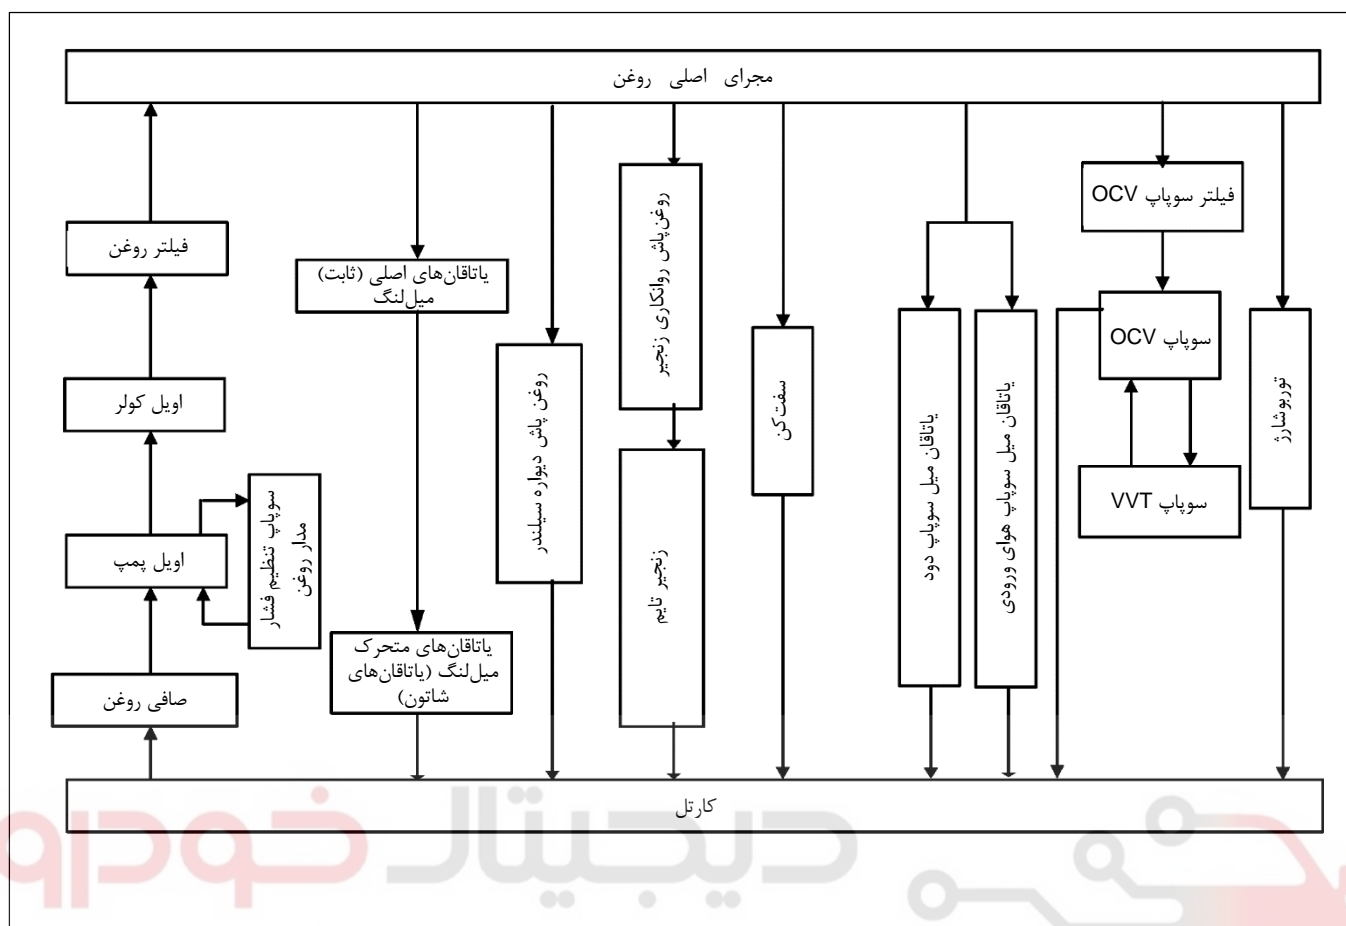 مجرای اصلی روغن
فیلتر سوپاپ OCV
سوپاپ OCV
سوپاپ VVT
توربوشارژ
یاتاقان میل سوپاپ هوای ورودی
یاتاقان میل سوپاپ دود
سفت‌کن
روغن‌پاش روانکاری زنجیر
زنجیر تایم
روغن پاش دیواره سیلندر
یاتاقان‌های اصلی (ثابت)
میل‌لنگ
یاتاقان‌های متحرک
میل‌لنگ (یاتاقان‌های
شاتون)
فیلتر روغن
اویل کولر
سوپاپ تنظیم فشار
مدار روغن
اویل پمپ
صافی روغن
کارتل
دیجیتال خودرو